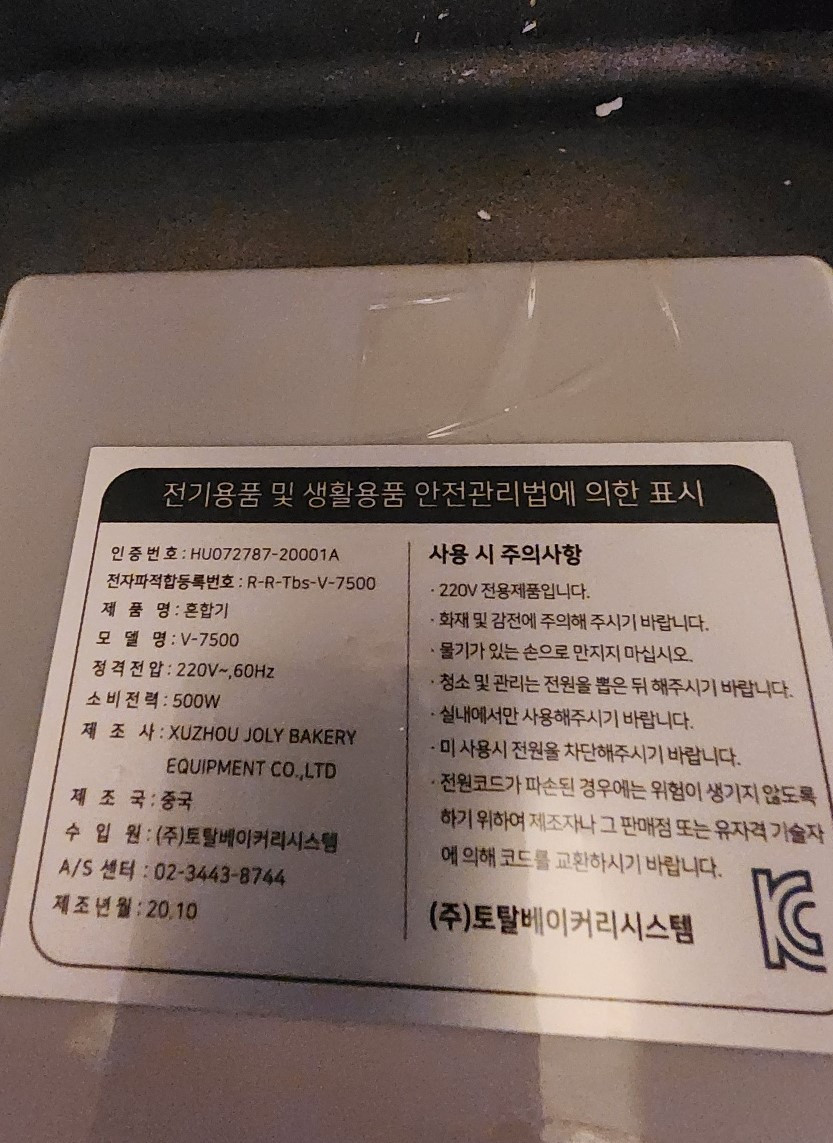 전기용품 및 생활용품 안전관리법에 의한 표시
인증번호 : HU072787-20001A
전자파적합등록번호 : R-R-Tbs-V-7500
제 품 명 : 혼합기
모 델 명 : V-7500
정격전압 : 220V~,60Hz
소비전력 : 500W
제 조 사 : XUZHOU JOLY BAKERY
EQUIPMENT CO.,LTD
제 조 국 : 중국
수 입 원 : (주)토탈베이커리시스템
A/S 센터 : 02-3443-8744
제조년월 : 20.10
사용 시 주의사항
· 220V 전용제품입니다.
· 화재 및 감전에 주의해 주시기 바랍니다.
· 물기가 있는 손으로 만지지 마십시오.
· 청소 및 관리는 전원을 뽑은 뒤 해주시기 바랍니다.
· 실내에서만 사용해주시기 바랍니다.
· 미 사용시 전원을 차단해주시기 바랍니다.
· 전원코드가 파손된 경우에는 위험이 생기지 않도록
하기 위하여 제조자나 그 판매점 또는 유자격 기술자
에 의해 코드를 교환하시기 바랍니다.
(주)토탈베이커리시스템
KC